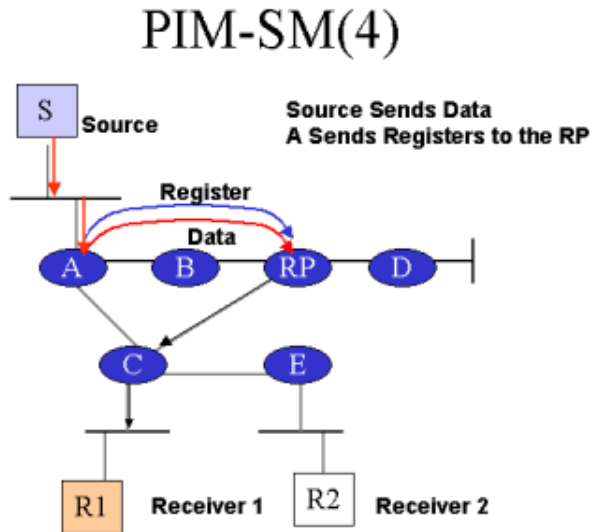 PIM-SM(4)
S
Source
Source Sends Data
A Sends Registers to the RP
Register
Data
A
B
RP
D
C
E
R1
Receiver 1
R2
Receiver 2